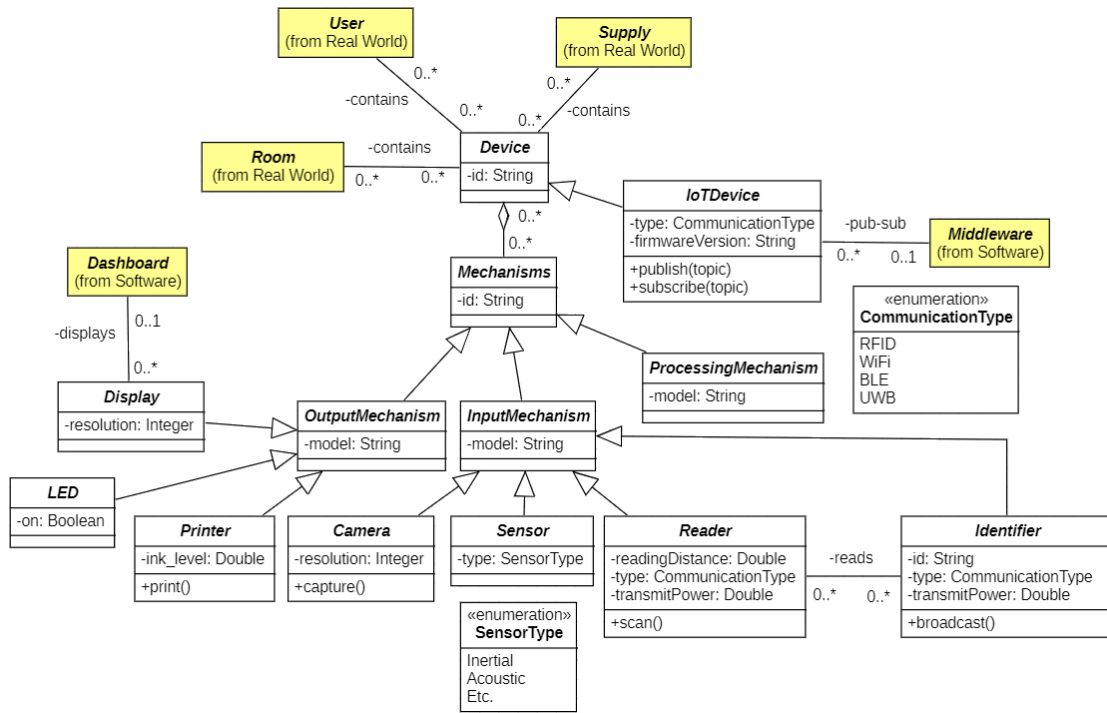 User
(from Real World)
Supply
(from Real World)
0..*
0..*
-contains
-contains
0..*
0..*
Room
(from Real World)
-contains
0..*
0..*
Device
-id: String
IoTDevice
-type: CommunicationType
-firmwareVersion: String
+publish(topic)
+subscribe(topic)
-pub-sub
0..*
0..1
Middleware
(from Software)
0..*
0..*
Dashboard
(from Software)
0..1
-displays
0..*
Mechanisms
-id: String
«enumeration»
CommunicationType
RFID
WiFi
BLE
UWB
ProcessingMechanism
-model: String
Display
-resolution: Integer
OutputMechanism
-model: String
InputMechanism
-model: String
LED
-on: Boolean
Printer
-ink_level: Double
+print()
Camera
-resolution: Integer
+capture()
Sensor
-type: SensorType
Reader
-readingDistance: Double
-type: CommunicationType
-transmitPower: Double
+scan()
-reads
0..*
0..*
Identifier
-id: String
-type: CommunicationType
-transmitPower: Double
+broadcast()
«enumeration»
SensorType
Inertial
Acoustic
Etc.